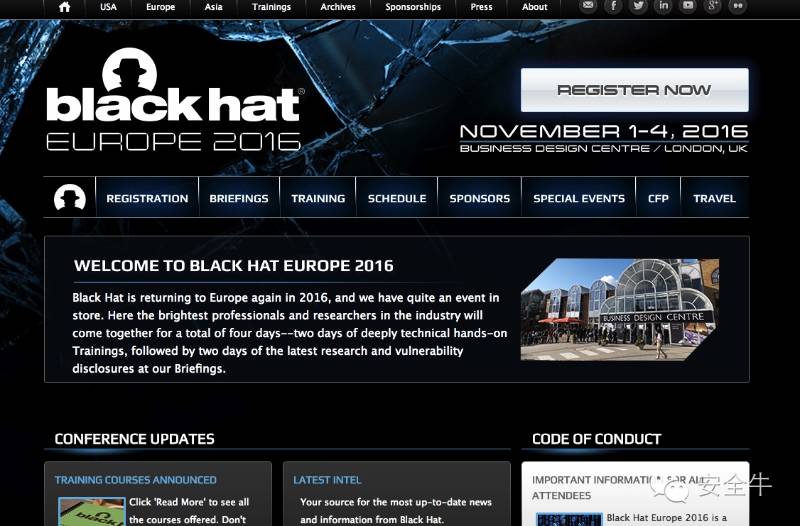 USA Europe Asia Trainings Archives Sponsorships Press About
black hat®
EUROPE 2016
REGISTER NOW
NOVEMBER 1-4, 2016
BUSINESS DESIGN CENTRE / LONDON, UK
REGISTRATION BRIEFINGS TRAINING SCHEDULE SPONSORS SPECIAL EVENTS CFP TRAVEL
WELCOME TO BLACK HAT EUROPE 2016
Black Hat is returning to Europe again in 2016, and we have quite an event in
store. Here the brightest professionals and researchers in the industry will
come together for a total of four days--two days of deeply technical hands-on
Trainings, followed by two days of the latest research and vulnerability
disclosures at our Briefings.
BUSINESS DESIGN CENTRE
CONFERENCE UPDATES
CODE OF CONDUCT
TRAINING COURSES ANNOUNCED
Click 'Read More' to see all
the courses offered. Don't
black
LATEST INTEL
Your source for the most up-to-date news
and information from Black Hat.
IMPORTANT INFORMATION FOR ALL
ATTENDEES
Black Hat Europe 2016 is a
安全牛